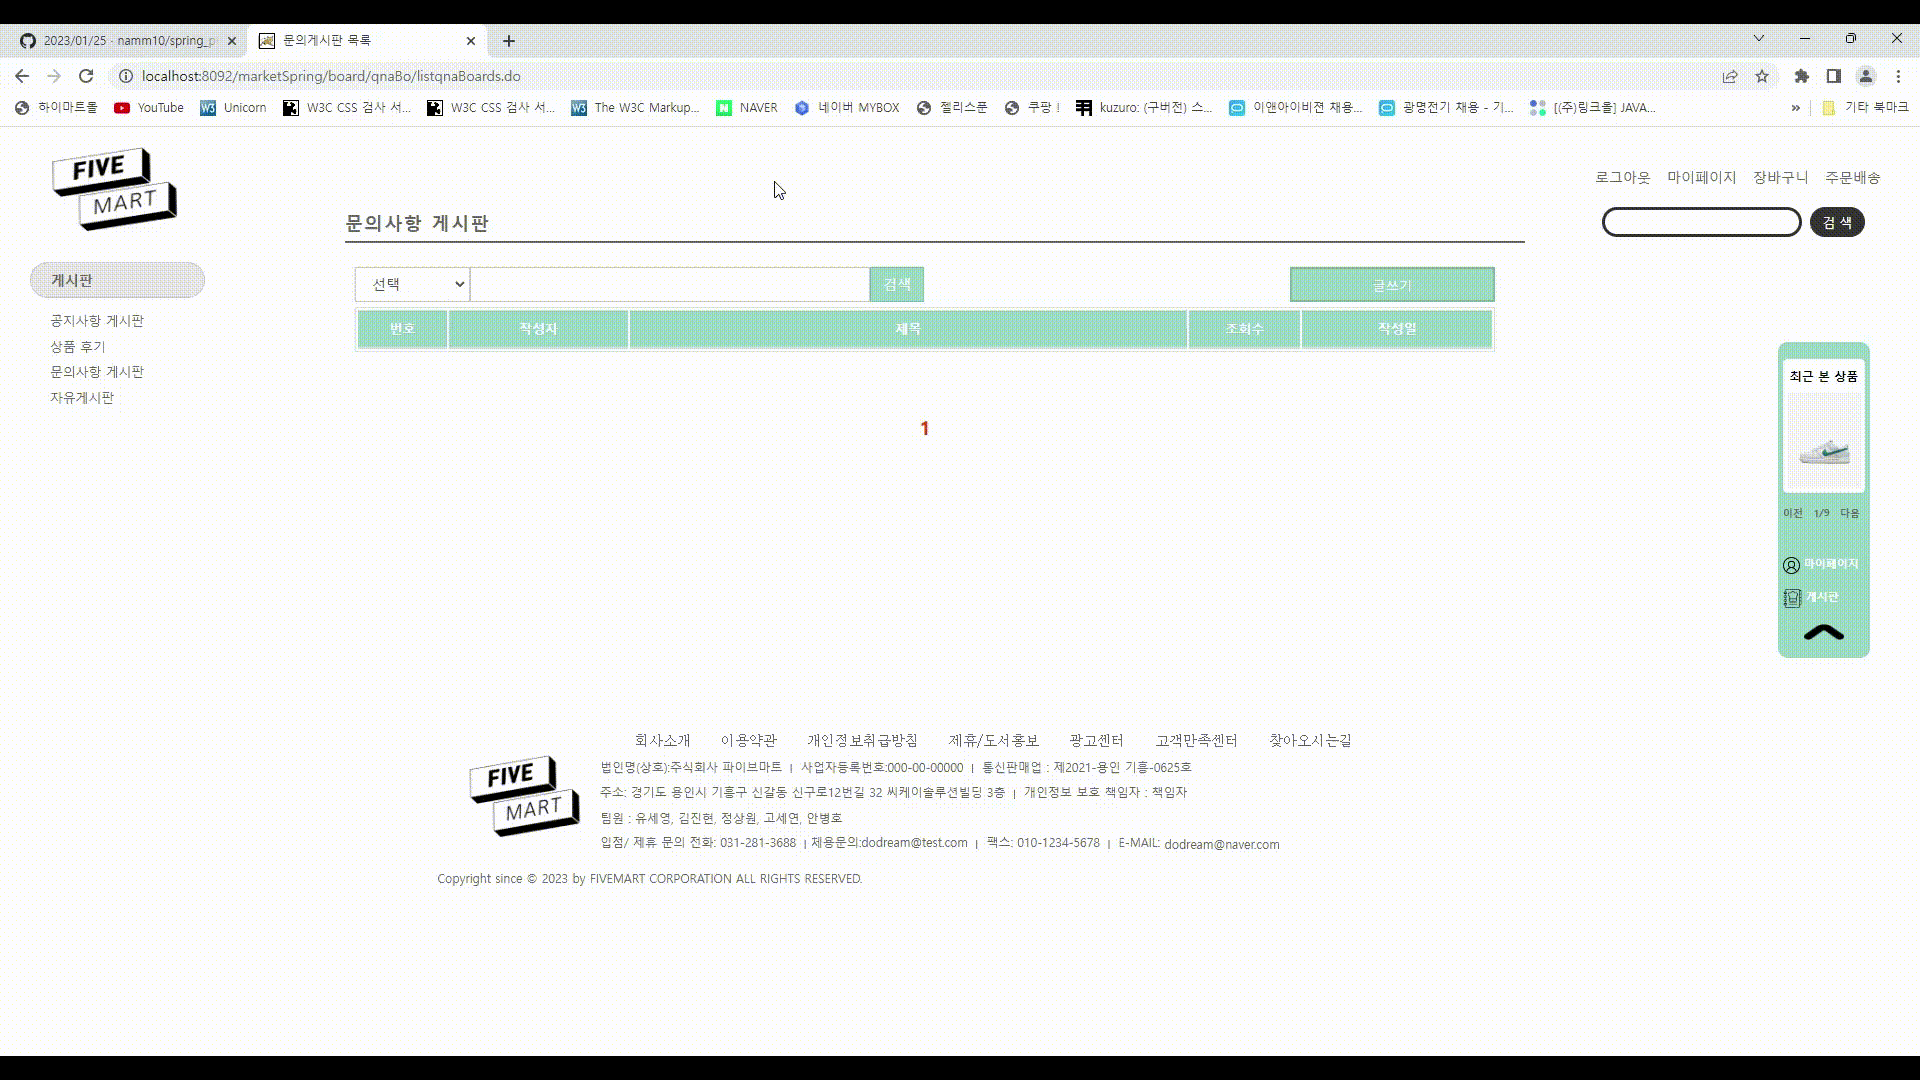 2023/01/25 · namm10/spring_p
문의게시판 목록
localhost:8092/marketSpring/board/qnaBo/listqnaBoards.do
하이마트몰 YouTube Unicorn W3C CSS 검사 서... W3C CSS 검사 서... The W3C Markup... NAVER 네이버 MYBOX 젤리스푼 쿠팡 ! kuzuro: (구버전) 스... 이앤아이비젼 채용... 광명전기 채용 - 기... [(주)링크올] JAVA... » 기타 북마크
FIVE
MART
로그아웃 마이페이지 장바구니 주문배송
문의사항 게시판
검 색
게시판
공지사항 게시판
상품 후기
문의사항 게시판
자유게시판
선택 검색 글쓰기
번호 작성자 제목 조회수 작성일
1
최근 본 상품
이전 1/9 다음
마이페이지
게시판
회사소개 이용약관 개인정보취급방침 제휴/도서홍보 광고센터 고객만족센터 찾아오시는길
FIVE
MART
법인명(상호):주식회사 파이브마트 | 사업자등록번호:000-00-00000 | 통신판매업 : 제2021-용인 기흥-0625호
주소: 경기도 용인시 기흥구 신갈동 신구로12번길 32 씨케이솔루션빌딩 3층 | 개인정보 보호 책임자 : 책임자
팀원 : 유세영, 김진현, 정상원, 고세연, 안병호
입점/ 제휴 문의 전화: 031-281-3688 | 채용문의:dodream@test.com | 팩스: 010-1234-5678 | E-MAIL: dodream@naver.com
Copyright since © 2023 by FIVEMART CORPORATION ALL RIGHTS RESERVED.